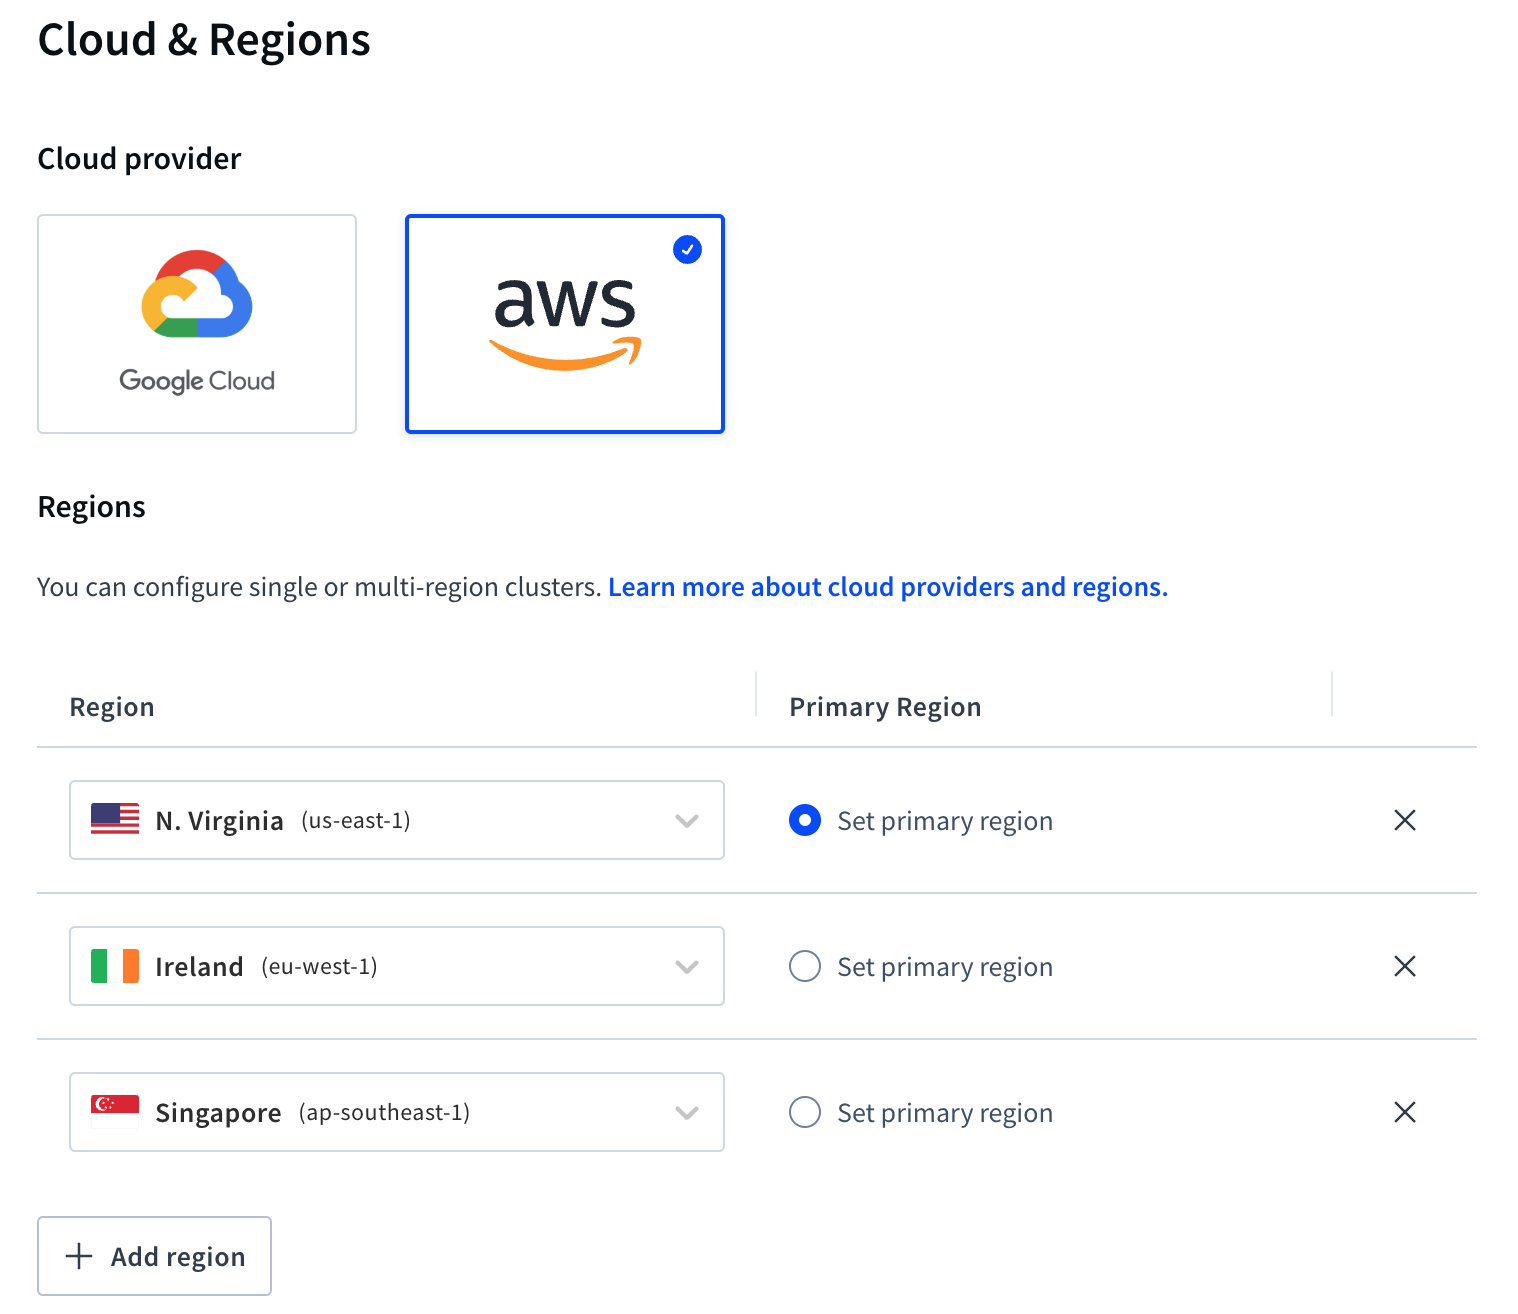 Cloud & Regions
Cloud provider
Google Cloud
aws
Regions
You can configure single or multi-region clusters. Learn more about cloud providers and regions.
Region Primary Region
N. Virginia (us-east-1) Set primary region
Ireland (eu-west-1) Set primary region
Singapore (ap-southeast-1) Set primary region
Add region